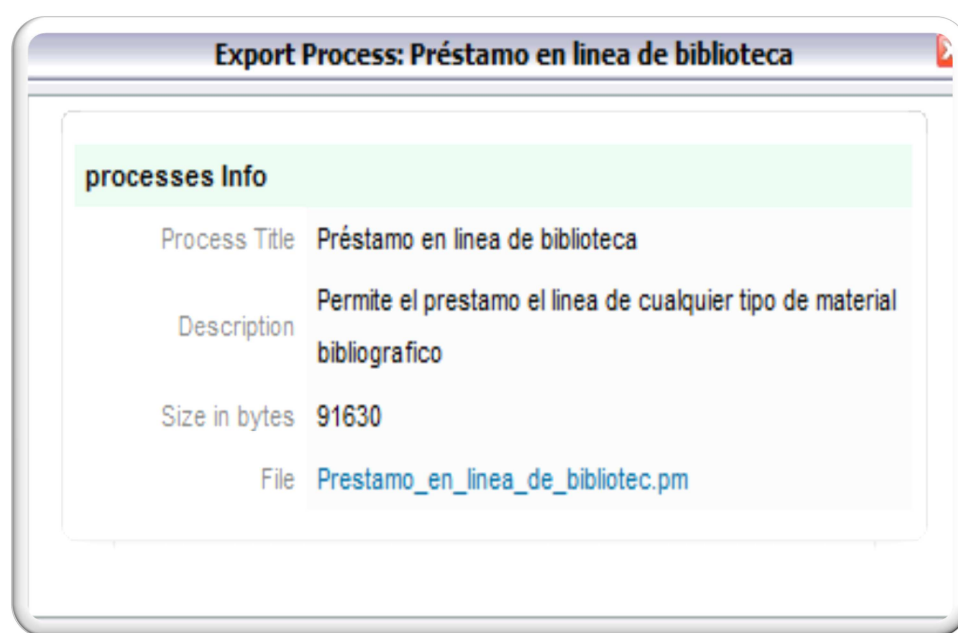 Export Process: Préstamo en linea de biblioteca
processes Info
Process Title Préstamo en linea de biblioteca
Description Permite el prestamo el linea de cualquier tipo de material
bibliografico
Size in bytes 91630
File Prestamo_en_linea_de_bibliotec.pm